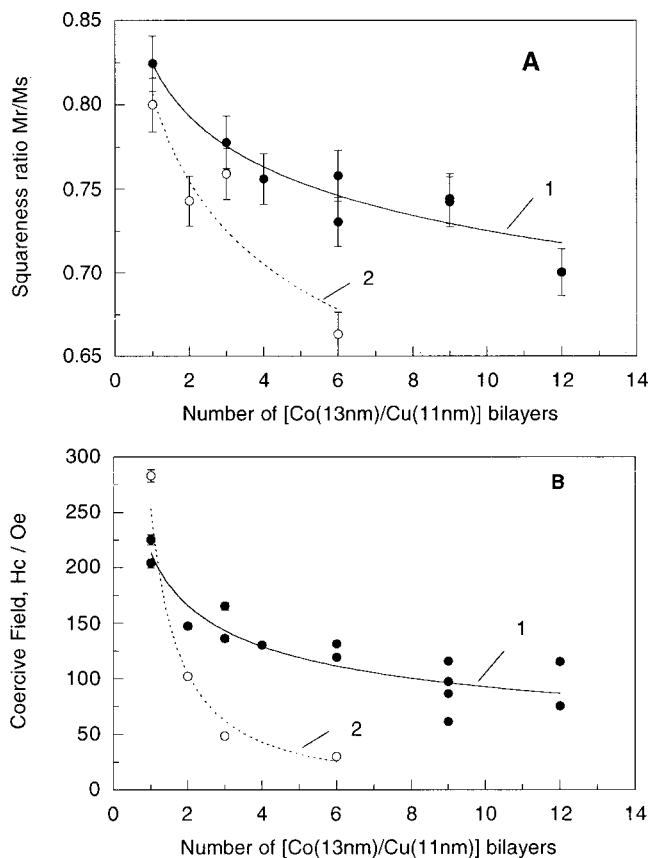 A
Squareness ratio Mr/Ms
0.85
0.80
0.75
0.70
0.65
1
2
0 2 4 6 8 10 12 14
Number of [Co(13nm)/Cu(11nm)] bilayers
B
Coercive Field, Hc / Oe
300
250
200
150
100
50
0
1
2
0 2 4 6 8 10 12 14
Number of [Co(13nm)/Cu(11nm)] bilayers